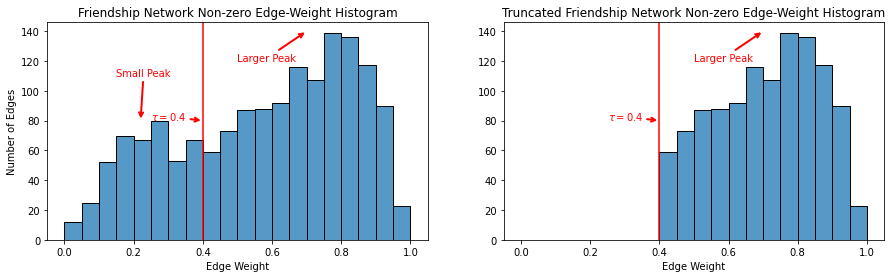 Friendship Network Non-zero Edge-Weight Histogram
Number of Edges
140
120
100
80
60
40
20
0
Small Peak
Larger Peak
τ = 0.4
0.0 0.2 0.4 0.6 0.8 1.0
Edge Weight
Truncated Friendship Network Non-zero Edge-Weight Histogram
140
120
100
80
60
40
20
0
Larger Peak
τ = 0.4
0.0 0.2 0.4 0.6 0.8 1.0
Edge Weight